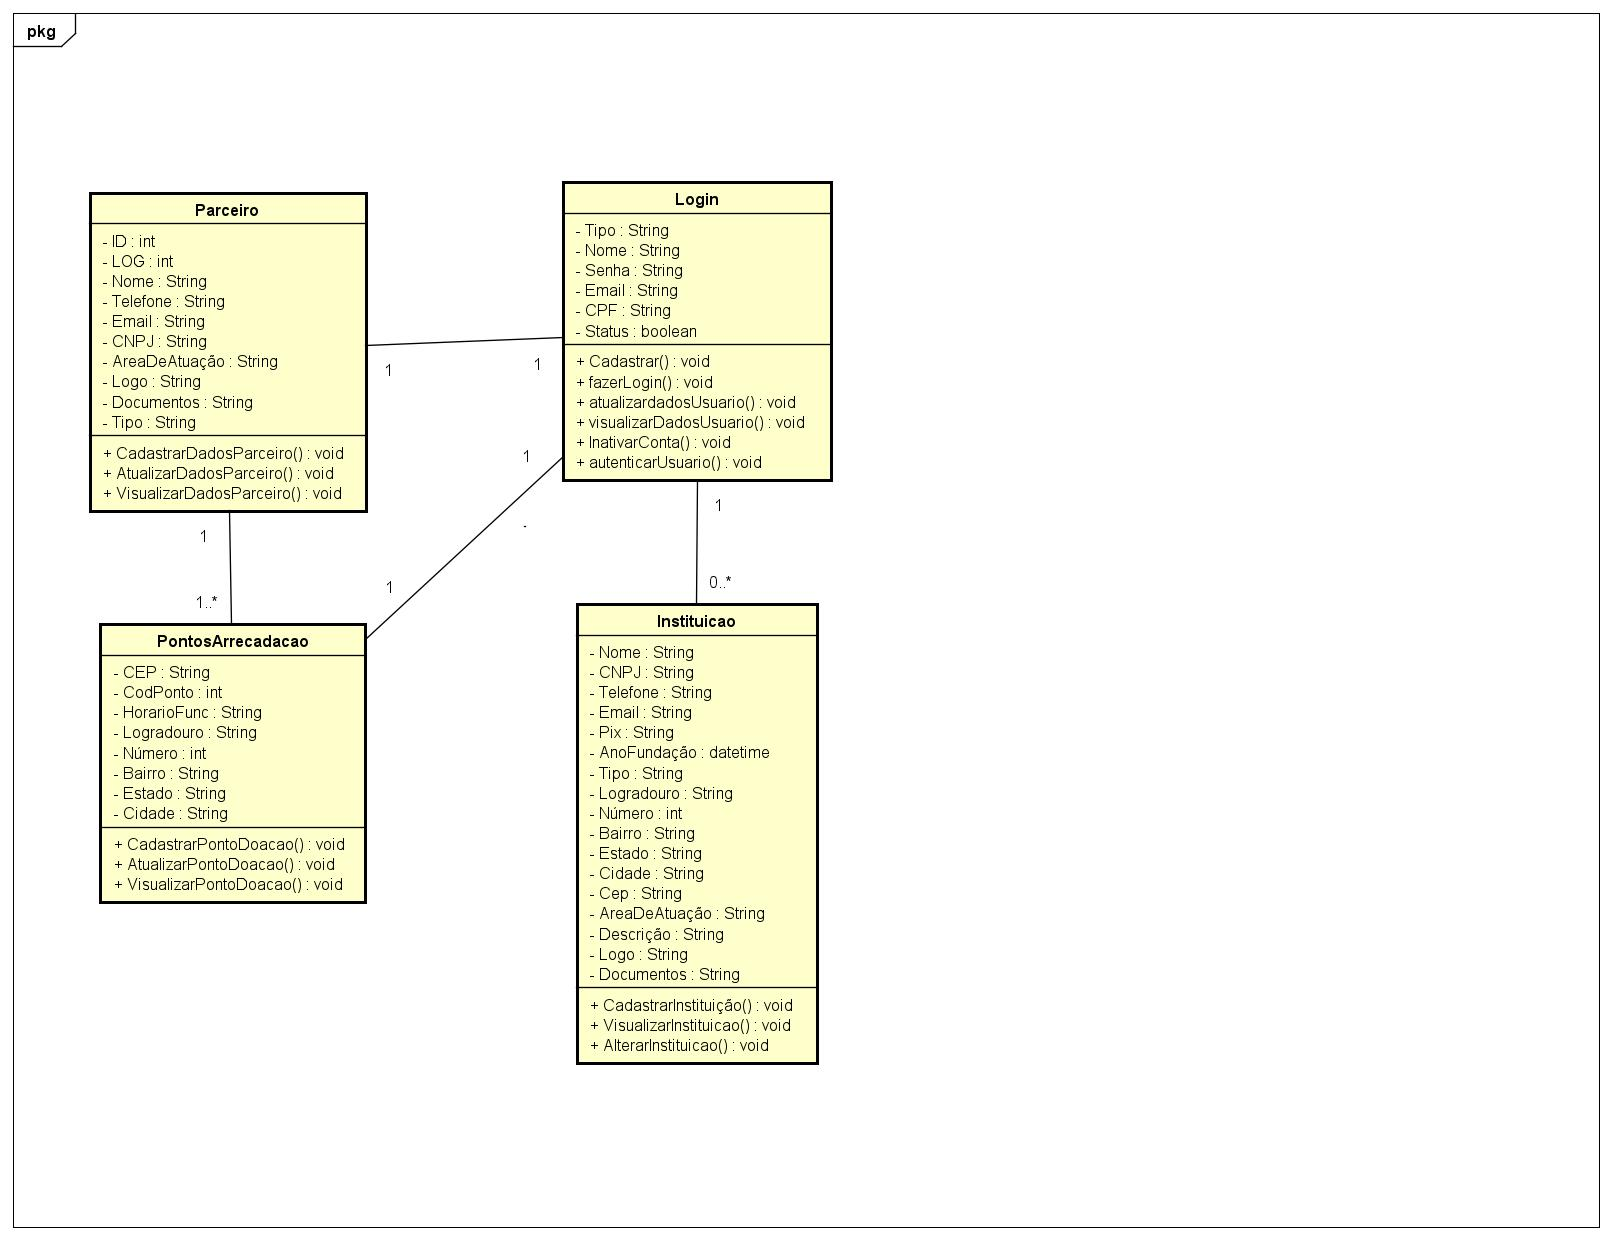 pkg
Parceiro
- ID : int
- LOG : int
- Nome : String
- Telefone : String
- Email : String
- CNPJ : String
- AreaDeAtuação : String
- Logo : String
- Documentos : String
- Tipo : String
+ CadastrarDadosParceiro() : void
+ AtualizarDadosParceiro() : void
+ VisualizarDadosParceiro() : void
Login
- Tipo : String
- Nome : String
- Senha : String
- Email : String
- CPF : String
- Status : boolean
+ Cadastrar() : void
+ fazerLogin() : void
+ atualizardadosUsuario() : void
+ visualizarDadosUsuario() : void
+ InativarConta() : void
+ autenticarUsuario() : void
1
1
1
1
1
1..*
1
0..*
PontosArrecadacao
- CEP : String
- CodPonto : int
- HorarioFunc : String
- Logradouro : String
- Número : int
- Bairro : String
- Estado : String
- Cidade : String
+ CadastrarPontoDoacao() : void
+ AtualizarPontoDoacao() : void
+ VisualizarPontoDoacao() : void
Instituicao
- Nome : String
- CNPJ : String
- Telefone : String
- Email : String
- Pix : String
- AnoFundação : datetime
- Tipo : String
- Logradouro : String
- Número : int
- Bairro : String
- Estado : String
- Cidade : String
- Cep : String
- AreaDeAtuação : String
- Descrição : String
- Logo : String
- Documentos : String
+ CadastrarInstituição() : void
+ VisualizarInstituicao() : void
+ AlterarInstituicao() : void